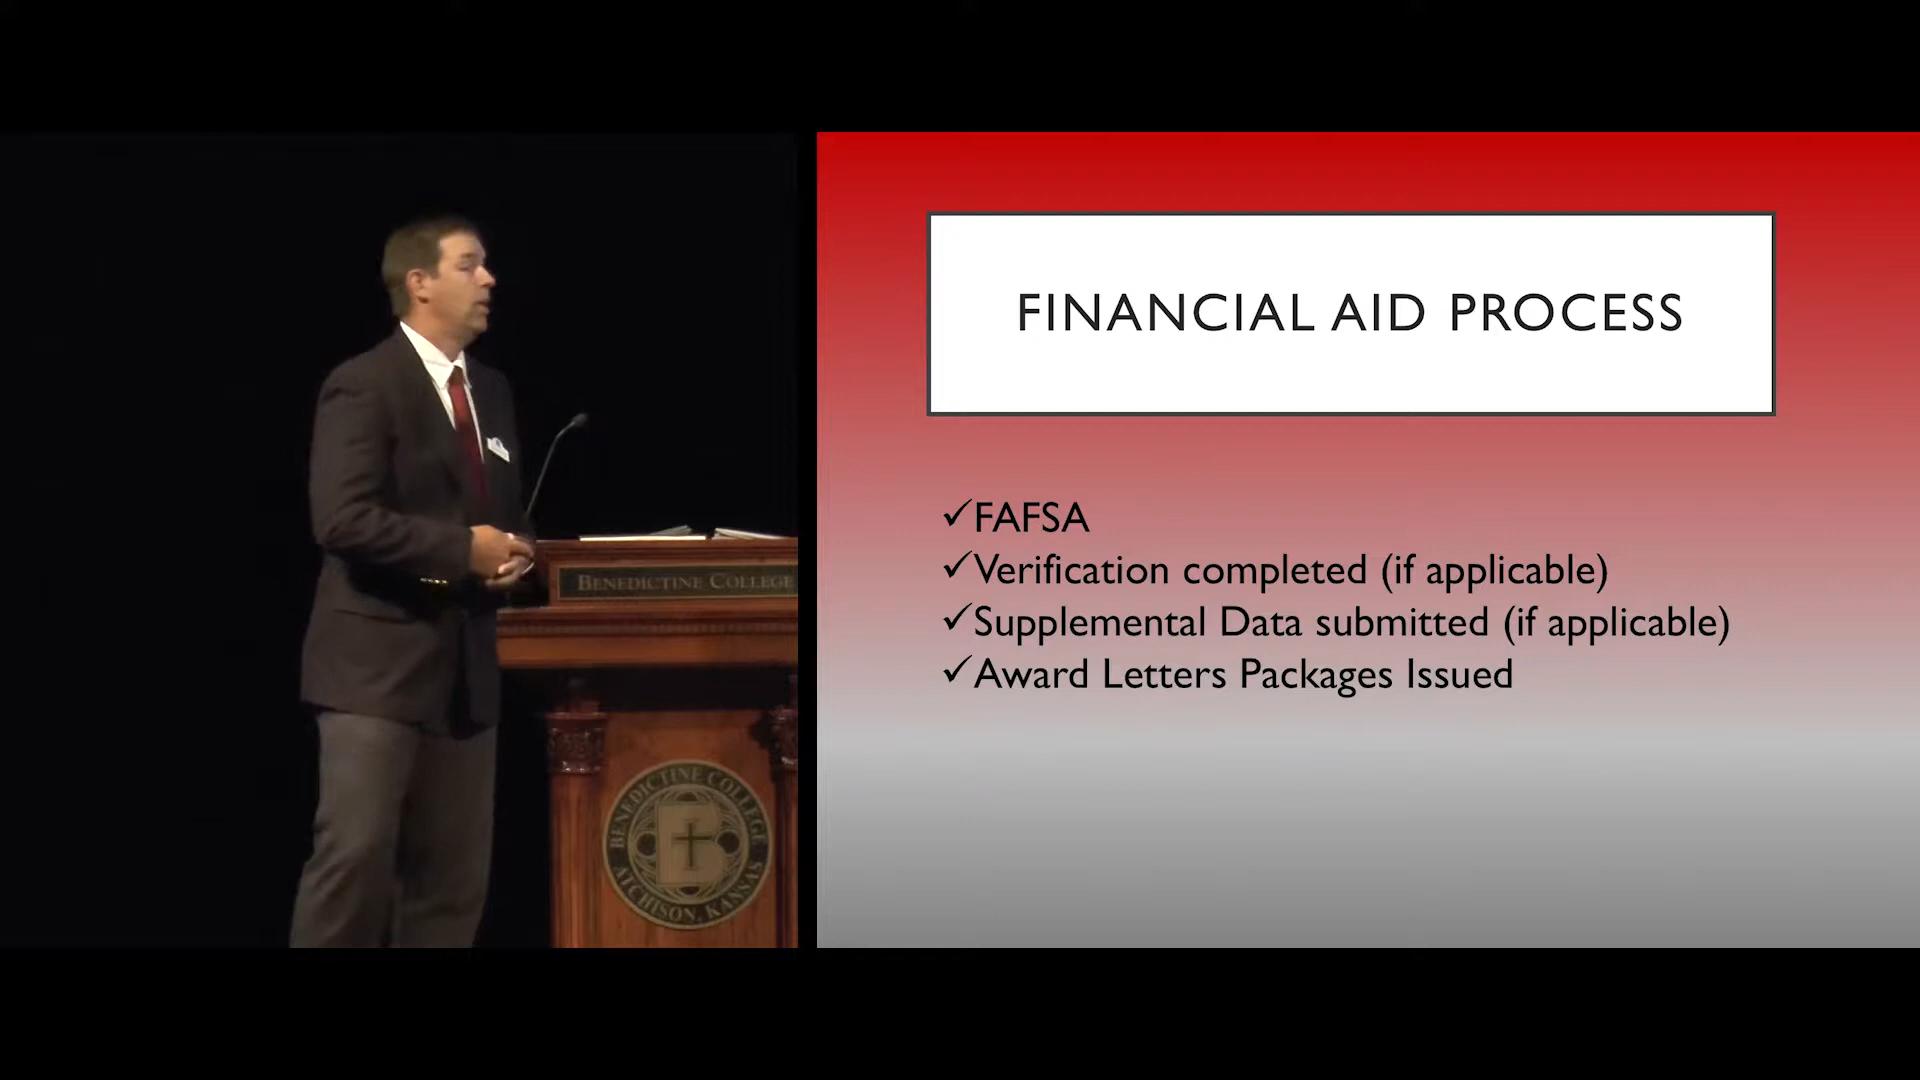 FINANCIAL AID PROCESS
✓FAFSA
✓Verification completed (if applicable)
✓Supplemental Data submitted (if applicable)
✓Award Letters Packages Issued
BENEDICTINE COLLEGE
BENEDICTINE COLLEGE
B
ATCHISON, KANSAS